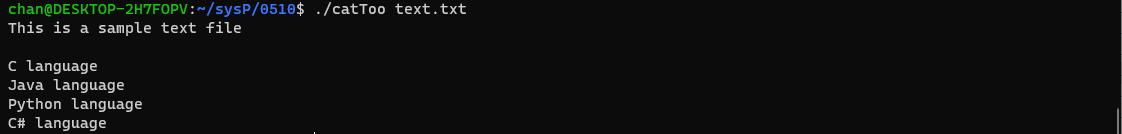 chan@DESKTOP-2H7FOPV:~/sysP/0510$ ./catToo text.txt
This is a sample text file

C language
Java language
Python language
C# language